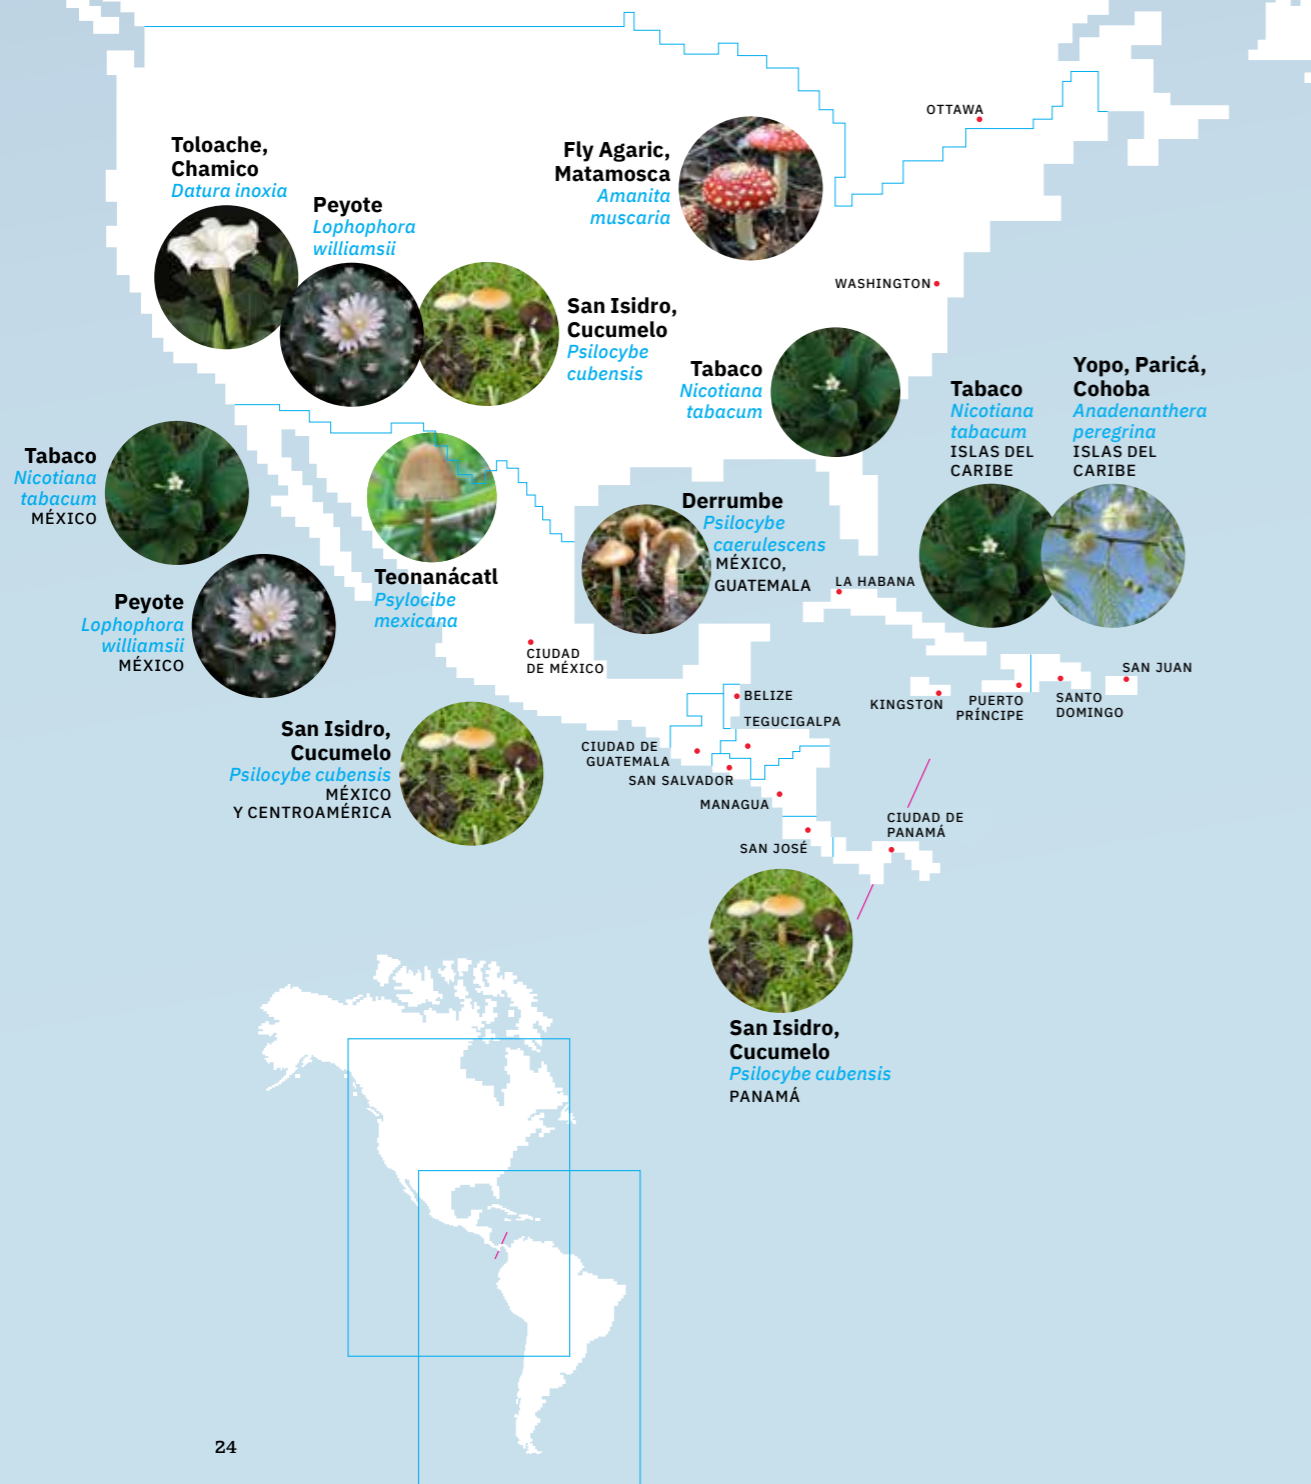 OTTAWA
Toloache,
Chamico
Datura inoxia
Fly Agaric,
Matamosca
Amanita
muscaria
Peyote
Lophophora
williamsii
WASHINGTON
San Isidro,
Cucumelo
Psilocybe
cubensis
Tabaco
Nicotiana
tabacum
Tabaco
Nicotiana
tabacum
ISLAS DEL
CARIBE
Yopo, Paricá,
Cohoba
Anadenanthera
peregrina
ISLAS DEL
CARIBE
Tabaco
Nicotiana
tabacum
MÉXICO
Derrumbe
Psilocybe
caerulescens
MÉXICO,
GUATEMALA
Teonanácatl
Psylocibe
mexicana
LA HABANA
Peyote
Lophophora
williamsii
MÉXICO
CIUDAD
DE MÉXICO
SAN JUAN
BELIZE
KINGSTON
PUERTO
PRÍNCIPE
SANTO
DOMINGO
TEGUCIGALPA
San Isidro,
Cucumelo
Psilocybe cubensis
MÉXICO
Y CENTROAMÉRICA
CIUDAD DE
GUATEMALA
SAN SALVADOR
MANAGUA
CIUDAD DE
PANAMÁ
SAN JOSÉ
San Isidro,
Cucumelo
Psilocybe cubensis
PANAMÁ
24